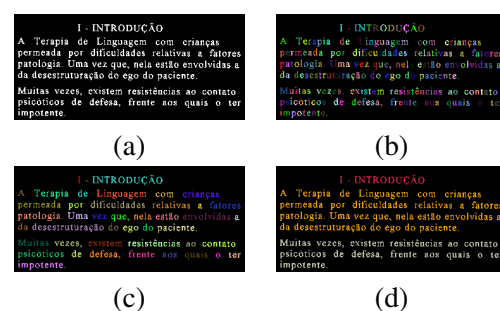 I - INTRODUÇÃO
A Terapia de Linguagem com crianças
permeada por dificuldades relativas a fatores
patologia. Uma vez que, nela estão envolvidas a
da desestruturação do ego do paciente.
Muitas vezes, existem resistências ao contato
psicóticos de defesa, frente aos quais o ter
impotente.
(a)
I - INTRODUÇÃO
A Terapia de Linguagem com crianças
permeada por dificuldades relativas a fatores
patologia. Uma vez que, nela estão envolvidas a
da desestruturação do ego do paciente.
Muitas vezes, existem resistências ao contato
psicóticos de defesa, frente aos quais o ter
impotente.
(b)
I - INTRODUÇÃO
A Terapia de Linguagem com crianças
permeada por dificuldades relativas a fatores
patologia. Uma vez que, nela estão envolvidas a
da desestruturação do ego do paciente.
Muitas vezes, existem resistências ao contato
psicóticos de defesa, frente aos quais o ter
impotente.
(c)
I - INTRODUÇÃO
A Terapia de Linguagem com crianças
permeada por dificuldades relativas a fatores
patologia. Uma vez que, nela estão envolvidas a
da desestruturação do ego do paciente.
Muitas vezes, existem resistências ao contato
psicóticos de defesa, frente aos quais o ter
impotente.
(d)